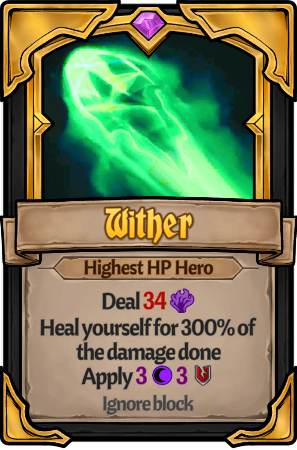 Wither
Highest HP Hero
Deal 34
Heal yourself for 300% of
the damage done
Apply 3 3
Ignore block